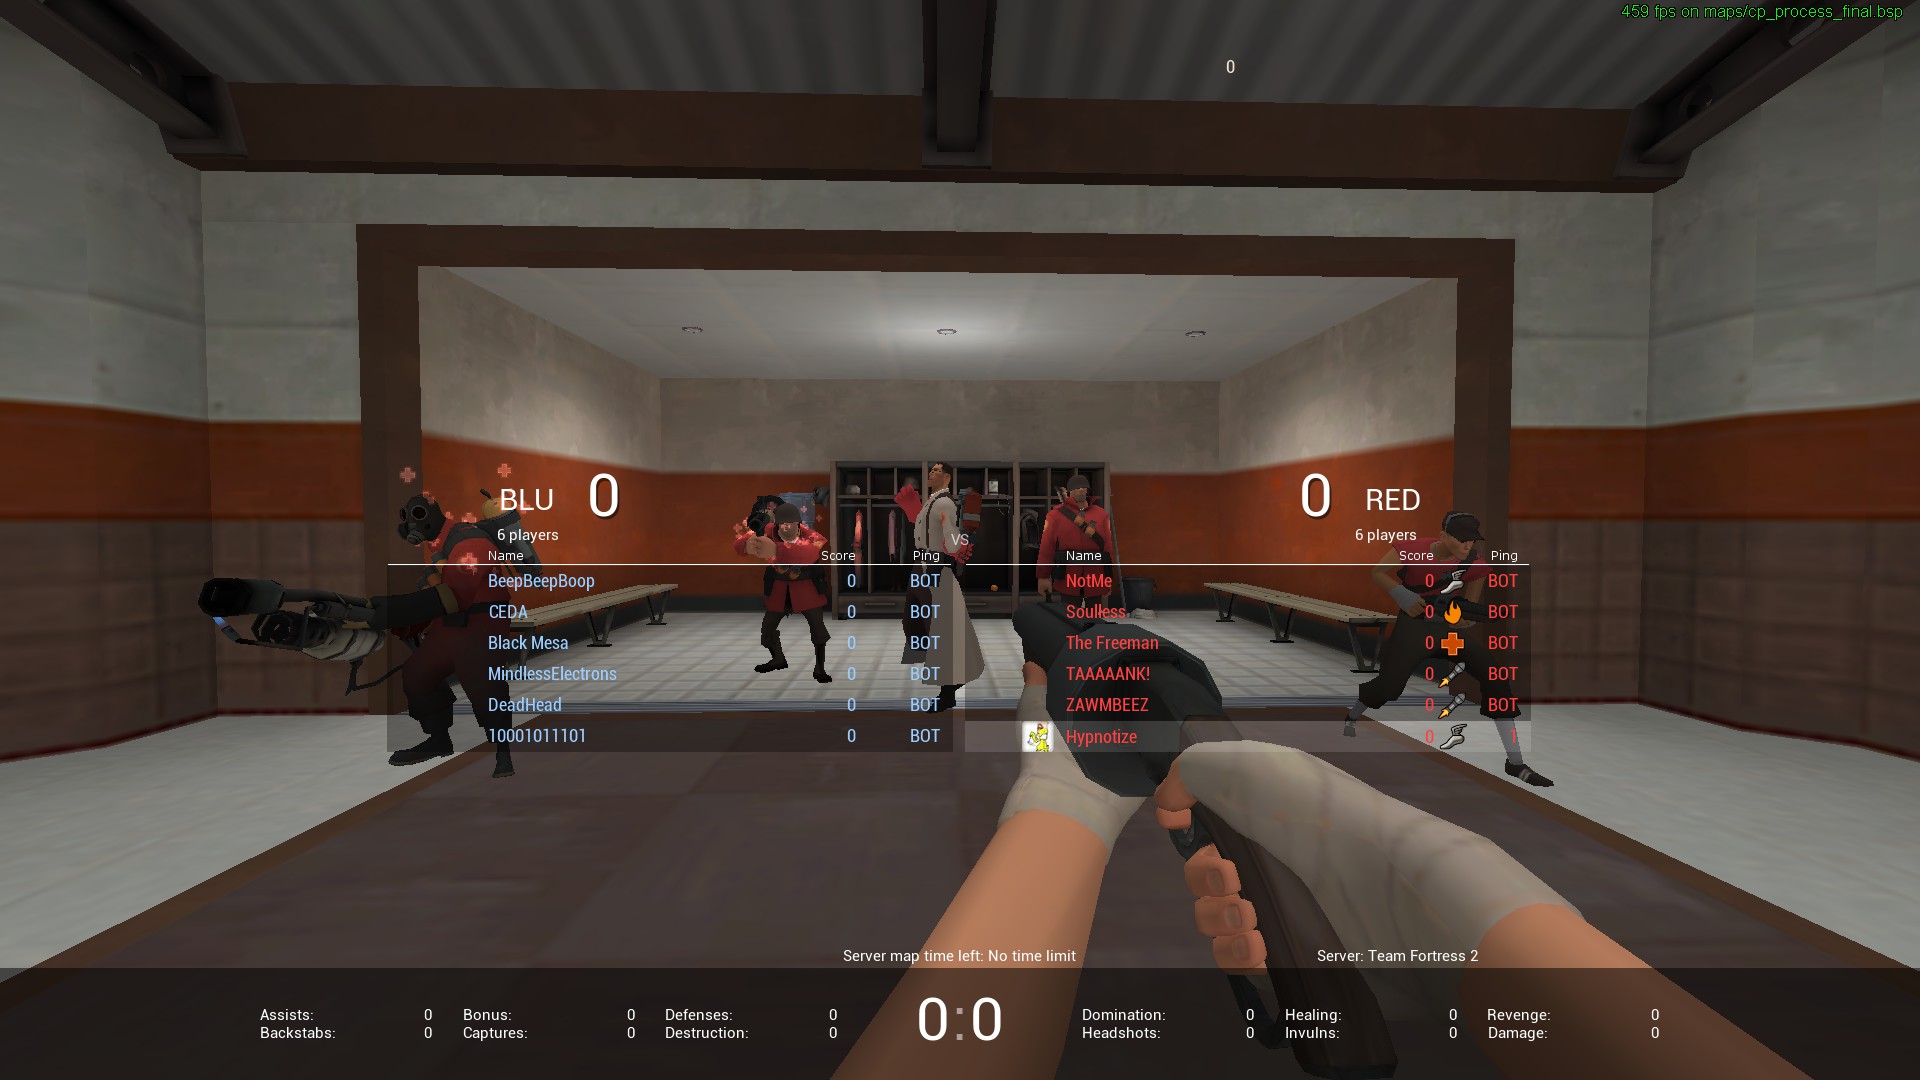 459 fps on maps/cp_process_final.bsp
0
BLU 0
0 RED
6 players
6 players
VS
Name Score Ping
Name Score Ping
BeepBeepBoop 0 BOT
NotMe 0 BOT
CEDA 0 BOT
Soulless 0 BOT
Black Mesa 0 BOT
The Freeman 0 BOT
MindlessElectrons 0 BOT
TAAAAANK! 0 BOT
DeadHead 0 BOT
ZAWMBEEZ 0 BOT
10001011101 0 BOT
Hypnotize 0 1
Server map time left: No time limit
Server: Team Fortress 2
Assists: 0 Bonus: 0 Defenses: 0
Backstabs: 0 Captures: 0 Destruction: 0
0:0
Domination: 0 Healing: 0 Revenge: 0
Headshots: 0 Invulns: 0 Damage: 0